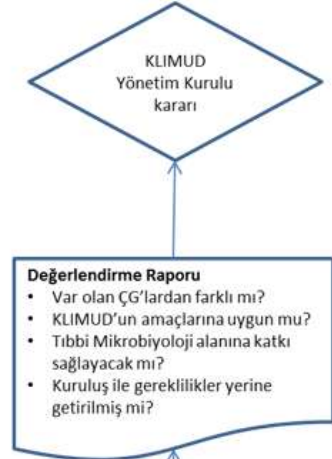 KLIMUD
Yönetim Kurulu
kararı
Değerlendirme Raporu
• Var olan ÇG'lardan farklı mı?
• KLIMUD'un amaçlarına uygun mu?
• Tıbbi Mikrobiyoloji alanına katkı
sağlayacak mı?
• Kuruluş ile gereklilikler yerine
getirilmiş mi?